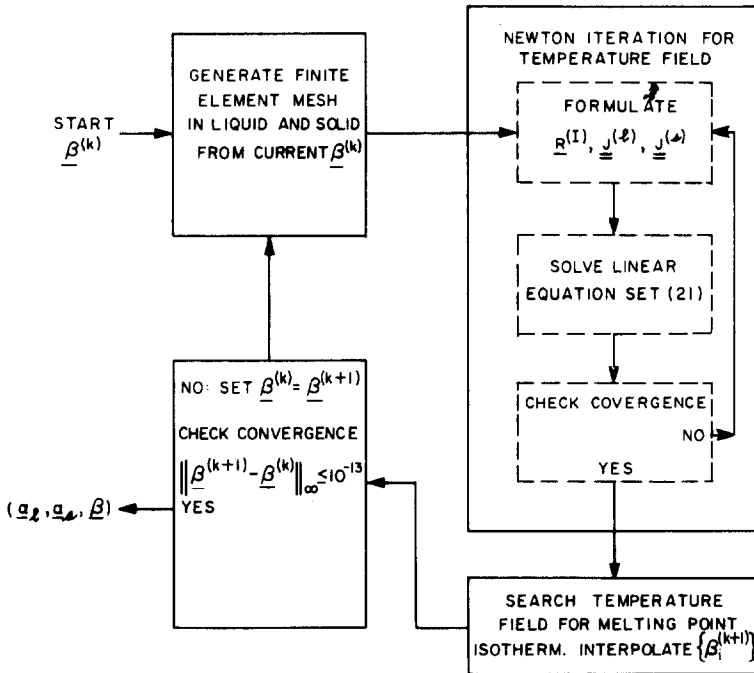 START
β^(k)
GENERATE FINITE
ELEMENT MESH
IN LIQUID AND SOLID
FROM CURRENT β^(k)
NEWTON ITERATION FOR
TEMPERATURE FIELD
FORMULATE
R^(I), J^(ℓ), J^(s)
SOLVE LINEAR
EQUATION SET (21)
CHECK COVERGENCE
NO
YES
SEARCH TEMPERATURE
FIELD FOR MELTING POINT
ISOTHERM. INTERPOLATE {β_i^(k+1)}
NO: SET β^(k) = β^(k+1)
CHECK CONVERGENCE
‖β^(k+1) - β^(k)‖_∞ ≤ 10^-13
YES
(a_ℓ, a_s, β)